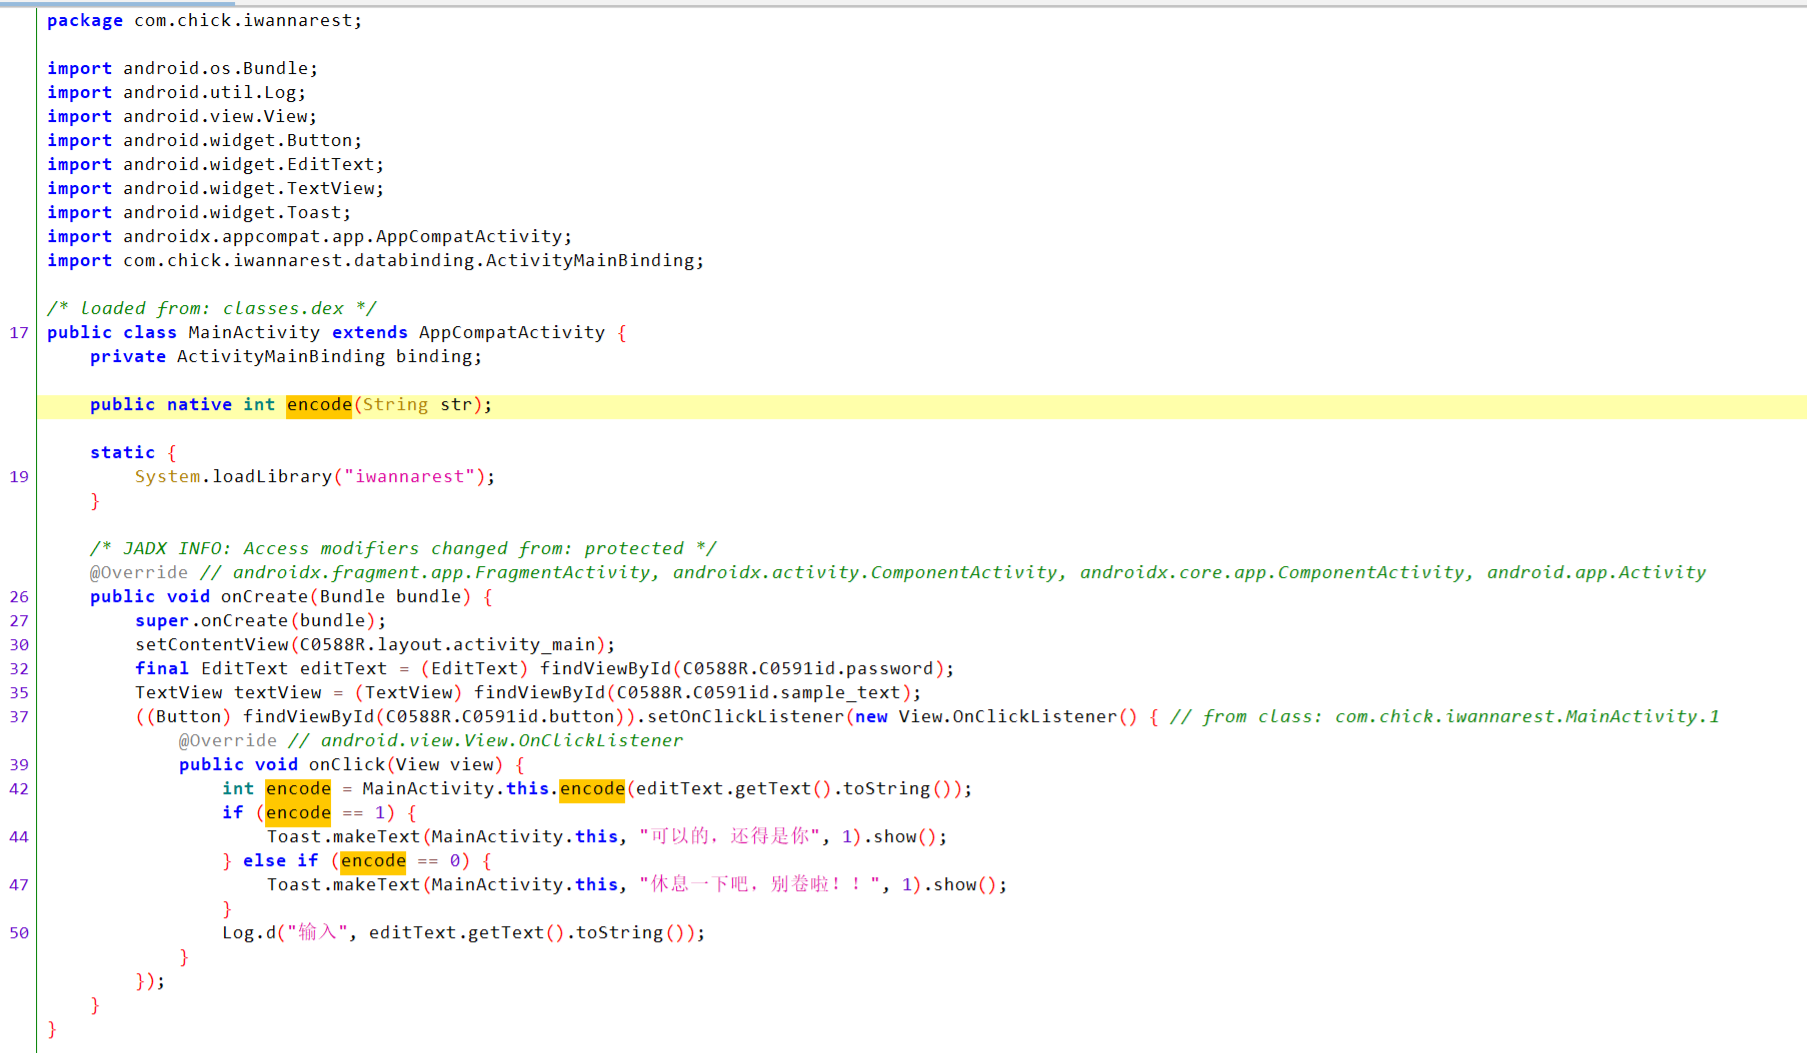 package com.chick.iwannarest;
import android.os.Bundle;
import android.util.Log;
import android.view.View;
import android.widget.Button;
import android.widget.EditText;
import android.widget.TextView;
import android.widget.Toast;
import androidx.appcompat.app.AppCompatActivity;
import com.chick.iwannarest.databinding.ActivityMainBinding;
/* loaded from: classes.dex */
17 public class MainActivity extends AppCompatActivity {
private ActivityMainBinding binding;
public native int encode(String str);
static {
19 System.loadLibrary("iwannarest");
}
/* JADX INFO: Access modifiers changed from: protected */
@Override // androidx.fragment.app.FragmentActivity, androidx.activity.ComponentActivity, androidx.core.app.ComponentActivity, android.app.Activity
26 public void onCreate(Bundle bundle) {
27 super.onCreate(bundle);
30 setContentView(C0588R.layout.activity_main);
32 final EditText editText = (EditText) findViewById(C0588R.C0591id.password);
35 TextView textView = (TextView) findViewById(C0588R.C0591id.sample_text);
37 ((Button) findViewById(C0588R.C0591id.button)).setOnClickListener(new View.OnClickListener() { // from class: com.chick.iwannarest.MainActivity.1
@Override // android.view.View.OnClickListener
39 public void onClick(View view) {
42 int encode = MainActivity.this.encode(editText.getText().toString());
if (encode == 1) {
44 Toast.makeText(MainActivity.this, "可以的，还得是你", 1).show();
} else if (encode == 0) {
47 Toast.makeText(MainActivity.this, "休息一下吧，别卷啦！！", 1).show();
}
50 Log.d("输入", editText.getText().toString());
}
});
}
}